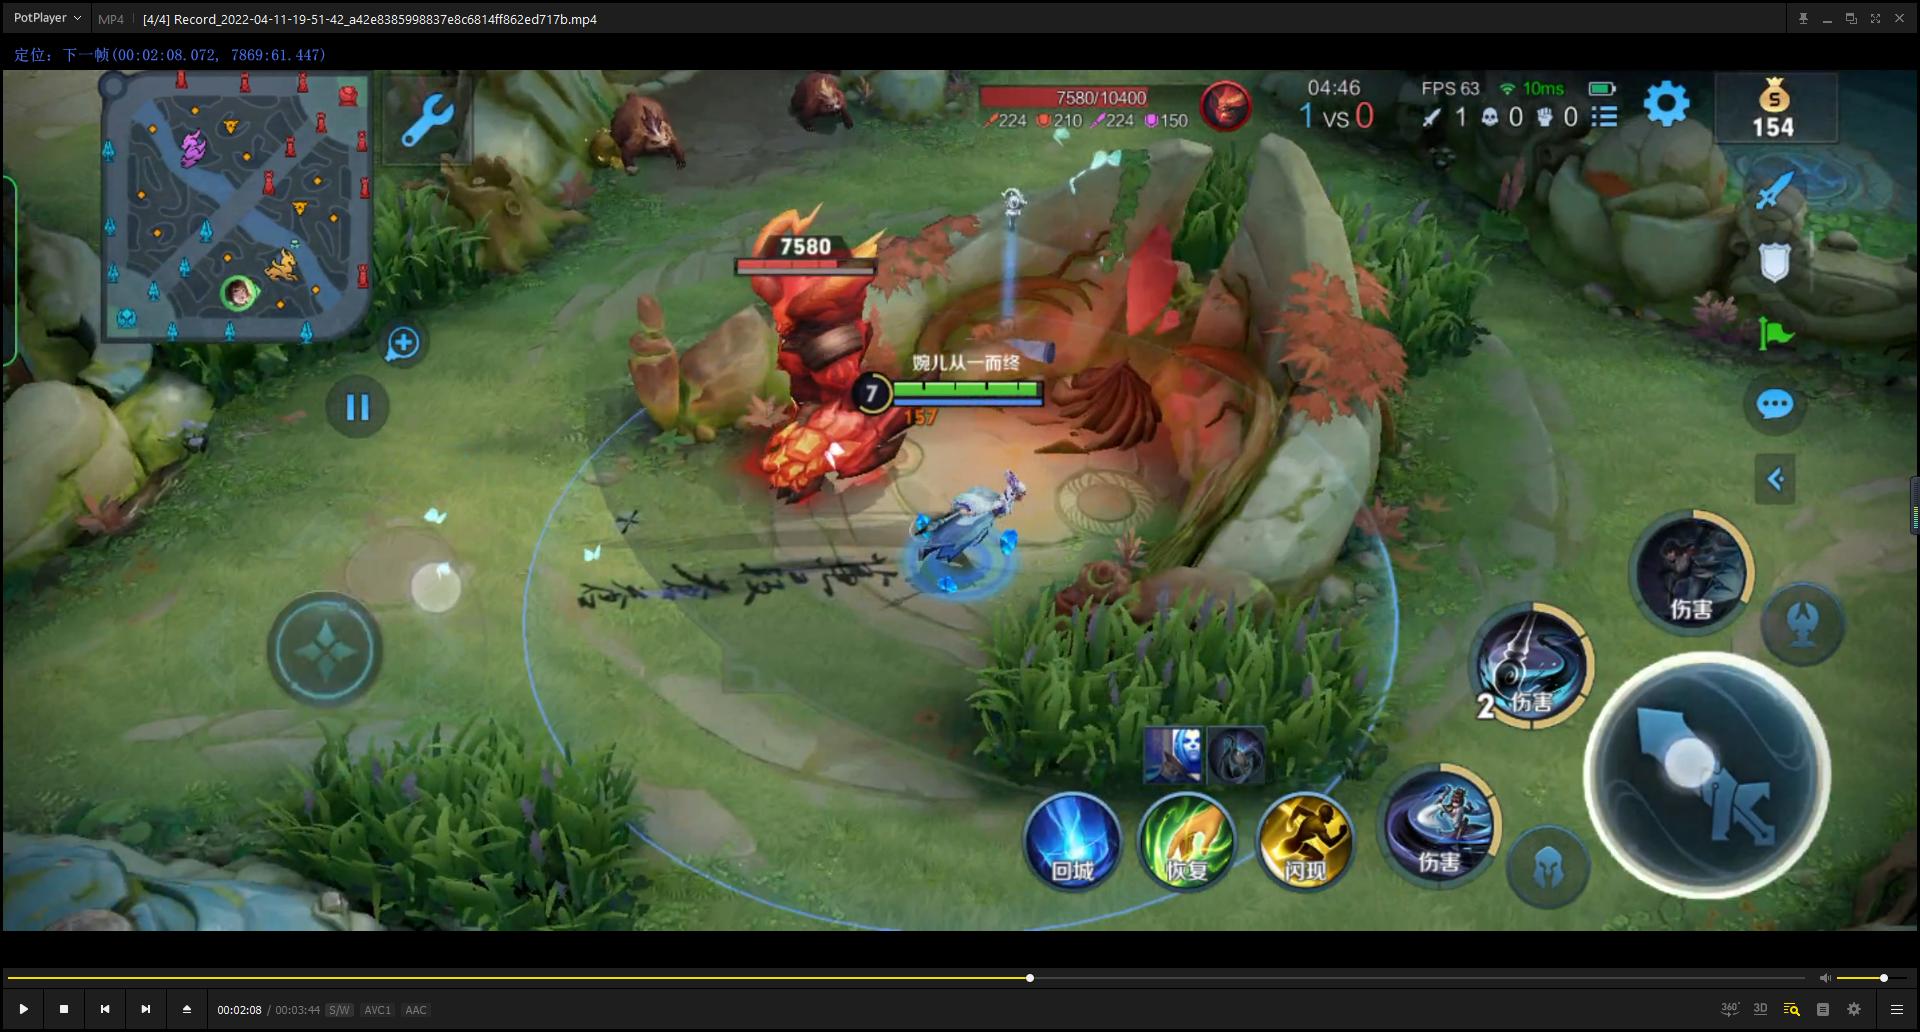 PotPlayer MP4 [4/4] Record_2022-04-11-19-51-42_a42e8385998837e8c6814ff862ed717b.mp4
定位: 下一帧(00:02:08.072, 7869:61.447)
7580/10400 04:46 FPS 63 10ms
224 210 224 150 1 VS 0 1 0 0 154
7580
婉儿从一而终
7
157
伤害
2 伤害
回城 恢复 闪现 伤害
00:02:08 / 00:03:44 S/W AVC1 AAC 360° 3D